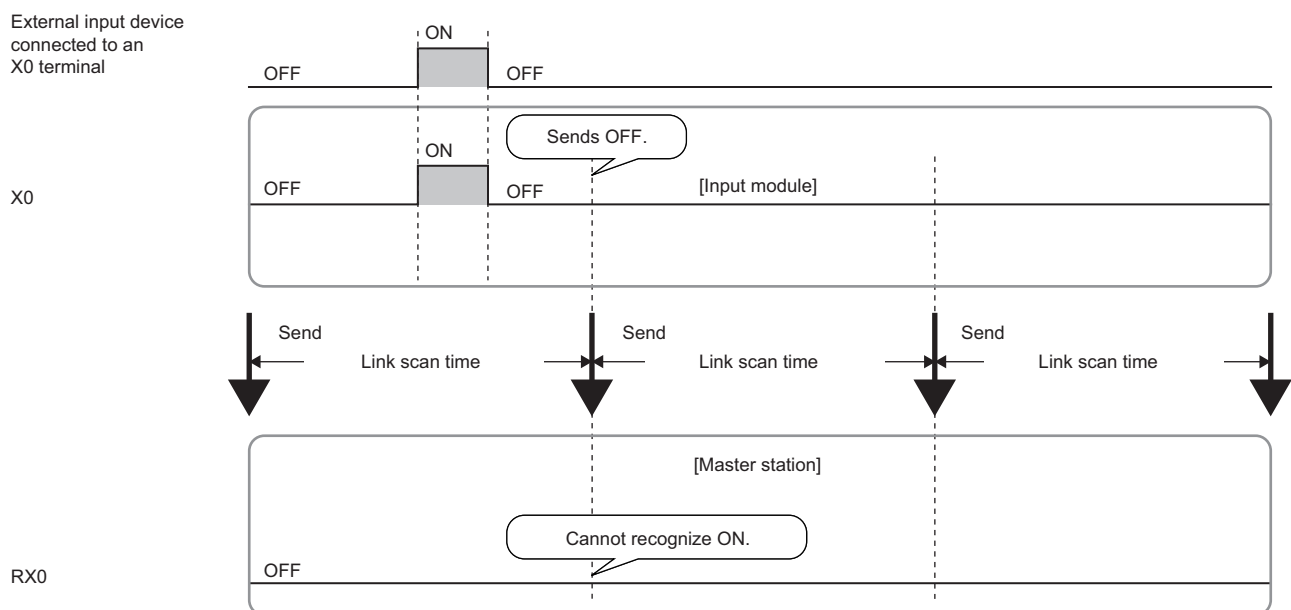 External input device
connected to an
X0 terminal
ON
OFF
OFF
Sends OFF.
ON
X0
OFF
OFF
[Input module]
Send
Send
Send
Link scan time
Link scan time
Link scan time
[Master station]
Cannot recognize ON.
RX0
OFF